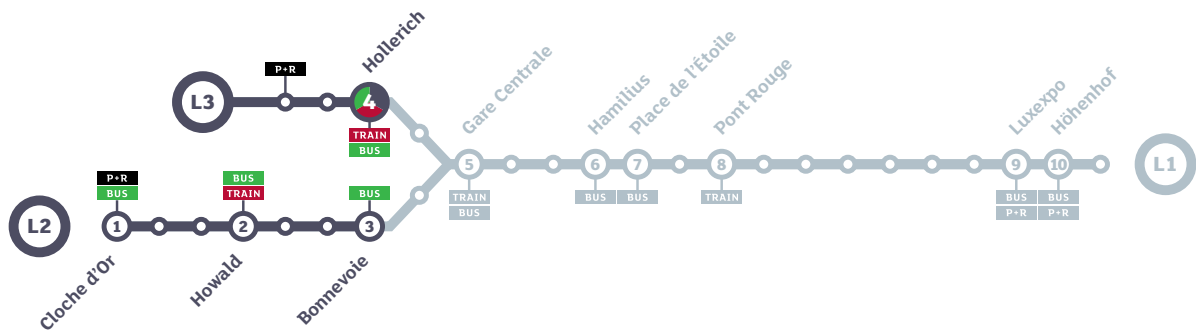 Hollerich
P+R
L3
4
TRAIN
BUS
Gare Centrale
Hamilius
Place de l'Étoile
Pont Rouge
Luxexpo
Höhenhof
5
6
7
8
9
10
L1
TRAIN
BUS
BUS
BUS
TRAIN
BUS
P+R
BUS
P+R
P+R
BUS
BUS
TRAIN
BUS
L2
1
2
3
Cloche d'Or
Howald
Bonnevoie